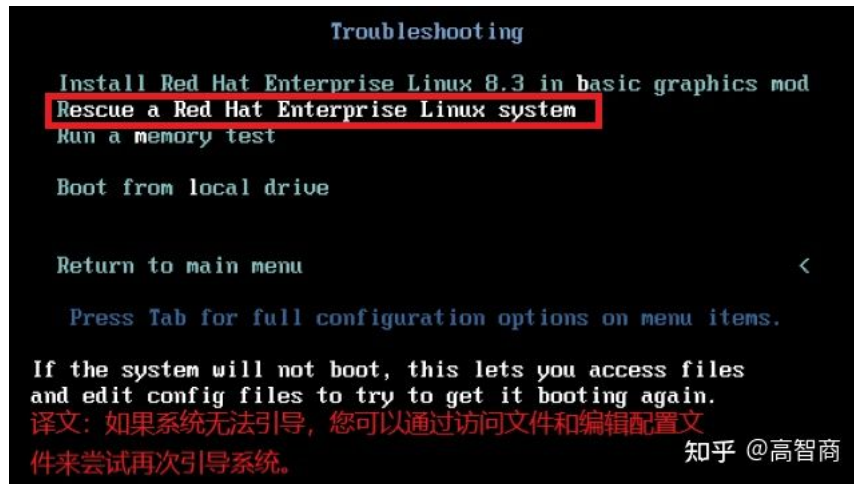 Troubleshooting
Install Red Hat Enterprise Linux 8.3 in basic graphics mod
Rescue a Red Hat Enterprise Linux system
Run a memory test
Boot from local drive
Return to main menu <
Press Tab for full configuration options on menu items.
If the system will not boot, this lets you access files
and edit config files to try to get it booting again.
译文：如果系统无法引导，您可以通过访问文件和编辑配置文
件来尝试再次引导系统。
知乎 @高智商